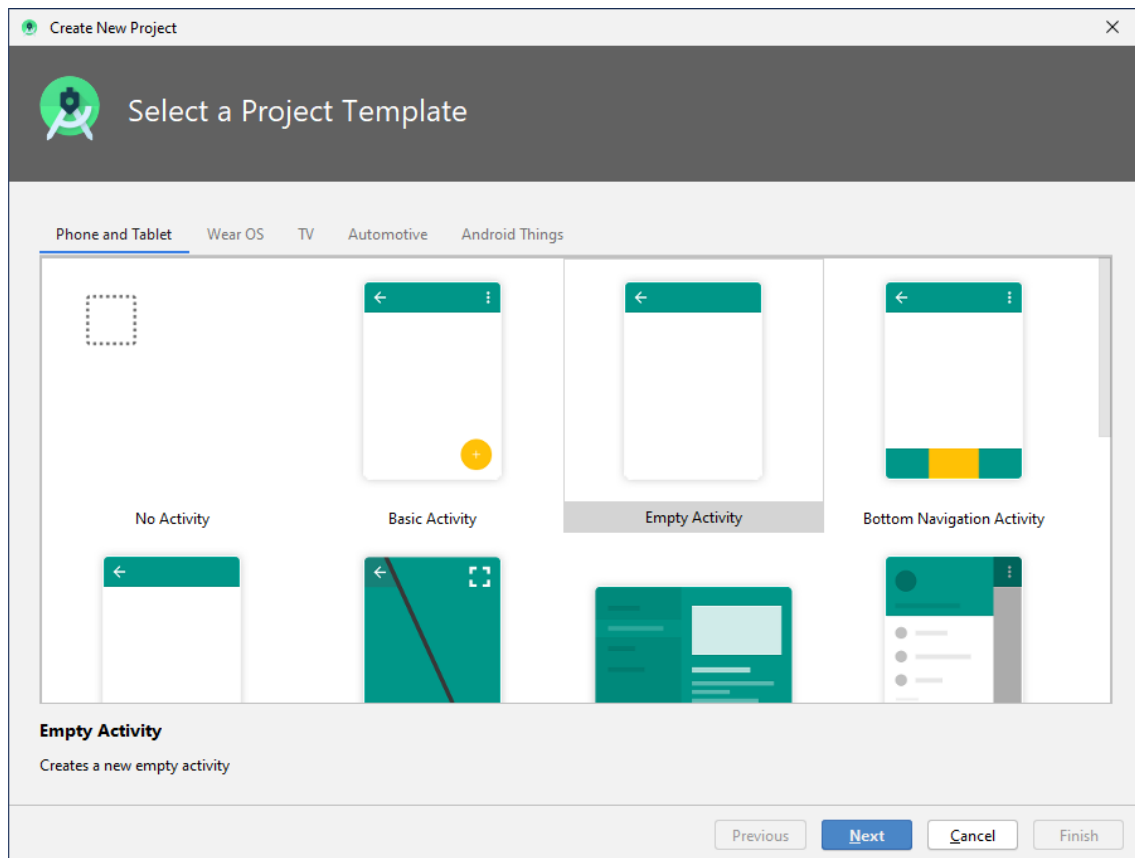 Create New Project
Select a Project Template
Phone and Tablet Wear OS TV Automotive Android Things
No Activity Basic Activity Empty Activity Bottom Navigation Activity
Empty Activity
Creates a new empty activity
Previous Next Cancel Finish